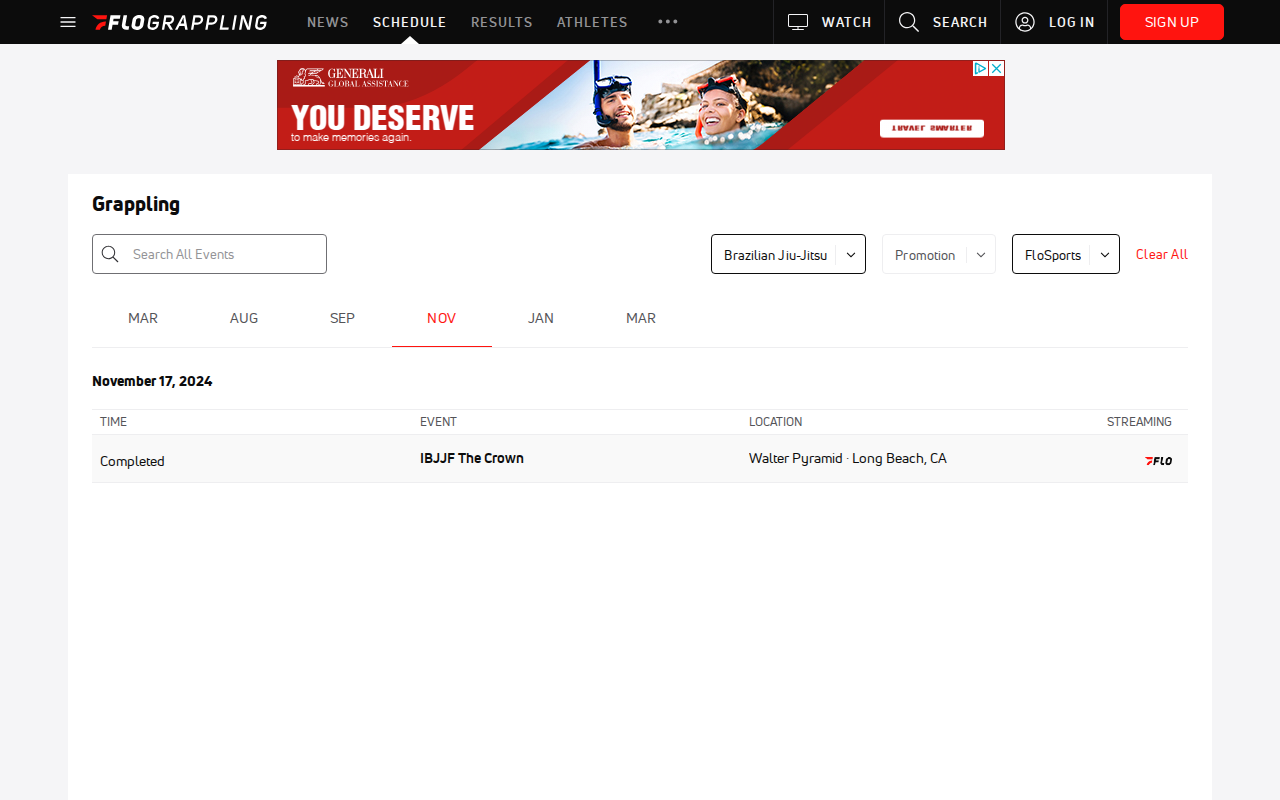 FLOGRAPPLING NEWS SCHEDULE RESULTS ATHLETES WATCH SEARCH LOG IN SIGN UP
GENERALI
GLOBAL ASSISTANCE
YOU DESERVE
to make memories again.
TRAVEL SMARTER
Grappling
Search All Events Brazilian Jiu-Jitsu Promotion FloSports Clear All
MAR AUG SEP NOV JAN MAR
November 17, 2024
TIME EVENT LOCATION STREAMING
Completed IBJJF The Crown Walter Pyramid · Long Beach, CA FLO